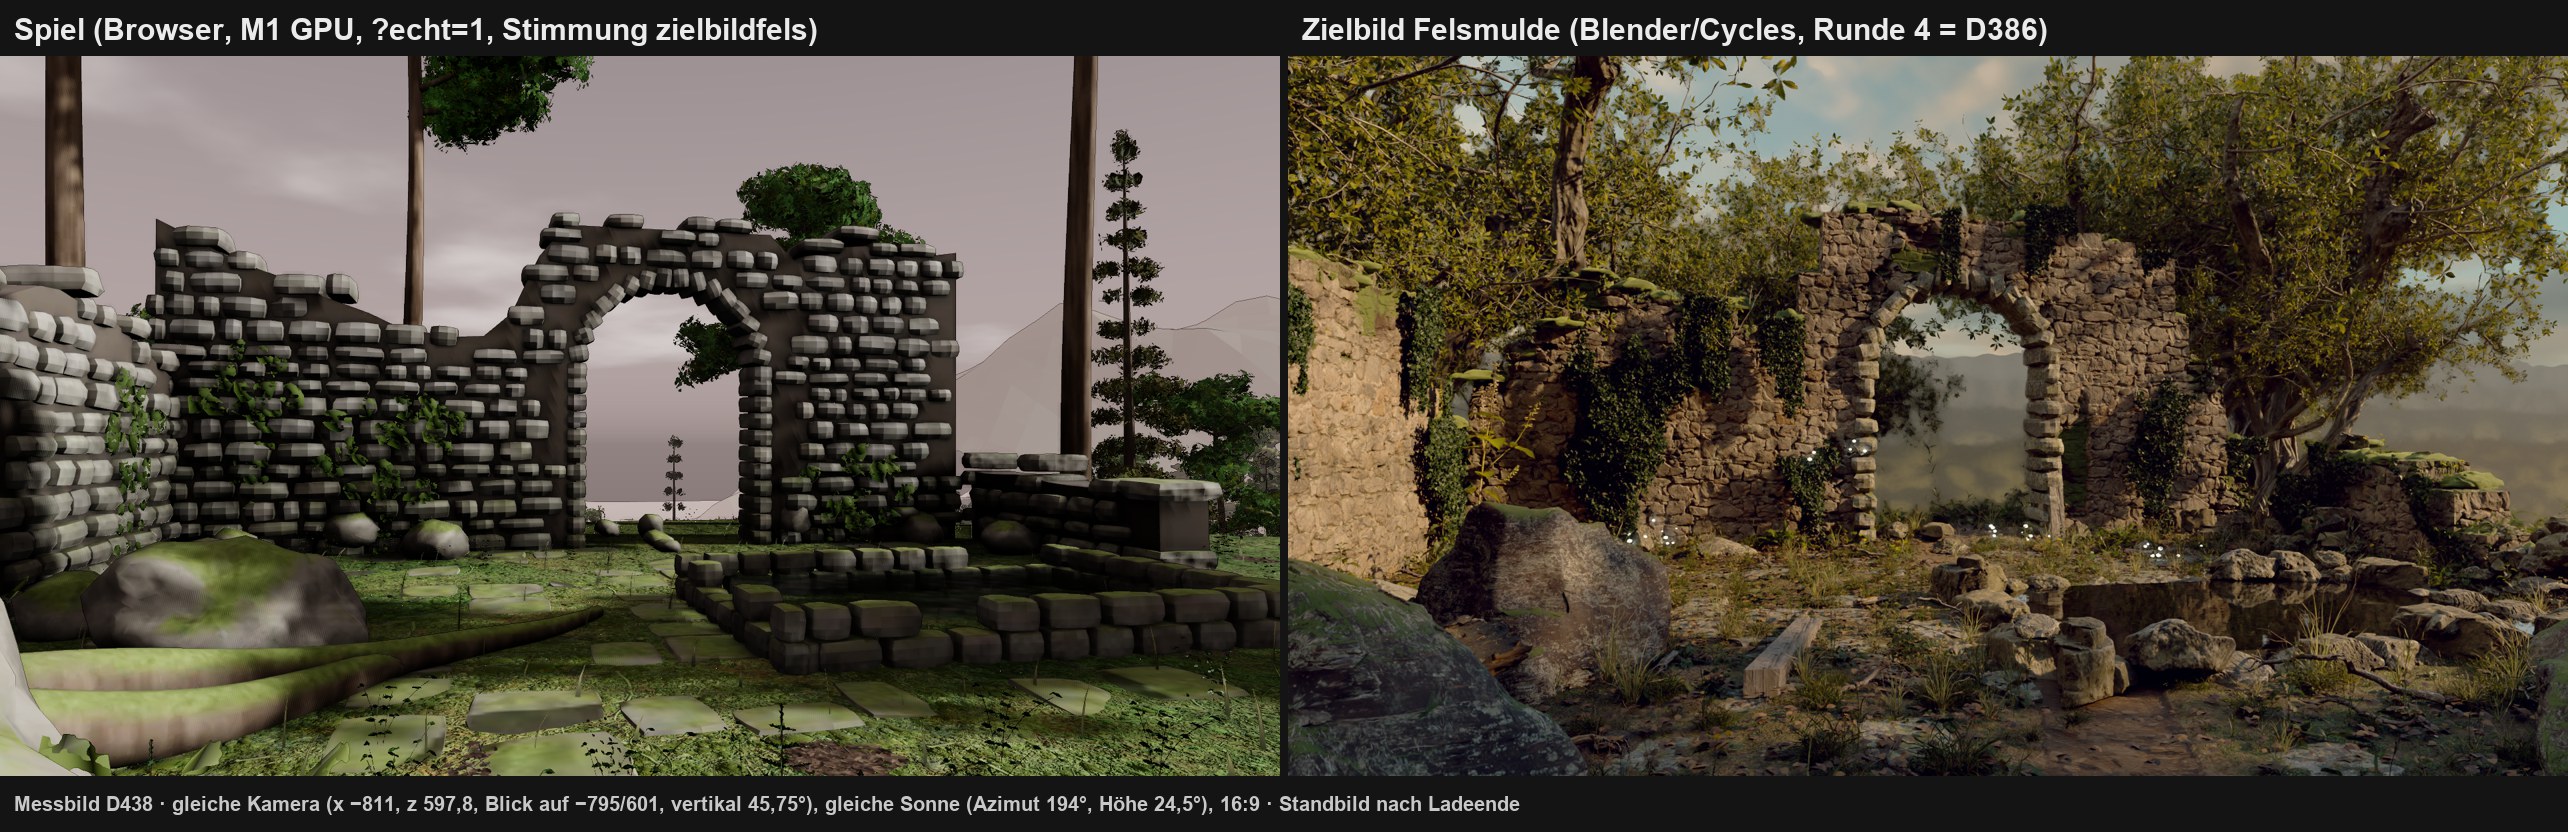 Spiel (Browser, M1 GPU, ?echt=1, Stimmung zielbildfels)
Zielbild Felsmulde (Blender/Cycles, Runde 4 = D386)
Messbild D438 · gleiche Kamera (x −811, z 597,8, Blick auf −795/601, vertikal 45,75°), gleiche Sonne (Azimut 194°, Höhe 24,5°), 16:9 · Standbild nach Ladeende